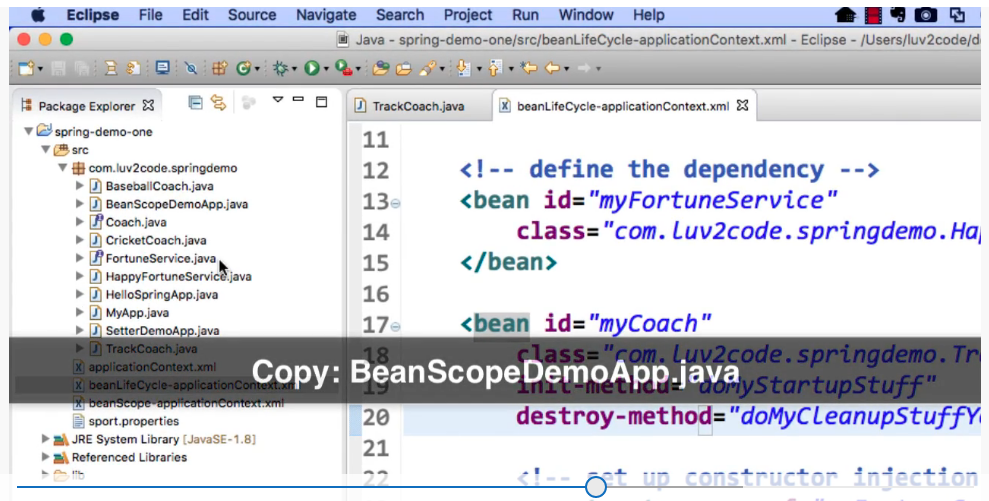 Eclipse File Edit Source Navigate Search Project Run Window Help
Java - spring-demo-one/src/beanLifeCycle-applicationContext.xml - Eclipse - /Users/luv2code/d
Package Explorer
TrackCoach.java
beanLifeCycle-applicationContext.xml
spring-demo-one
src
com.luv2code.springdemo
BaseballCoach.java
BeanScopeDemoApp.java
Coach.java
CricketCoach.java
FortuneService.java
HappyFortuneService.java
HelloSpringApp.java
MyApp.java
SetterDemoApp.java
TrackCoach.java
applicationContext.xml
beanLifeCycle-applicationContext.xml
beanScope-applicationContext.xml
sport.properties
JRE System Library [JavaSE-1.8]
Referenced Libraries
lib
11
12 <!-- define the dependency -->
13 <bean id="myFortuneService"
14 class="com.luv2code.springdemo.Hap
15 </bean>
16
17 <bean id="myCoach"
18 class="com.luv2code.springdemo.Tr
19 init-method="doMyStartupStuff"
20 destroy-method="doMyCleanupStuffY
21
22 <!-- set up constructor injection
Copy: BeanScopeDemoApp.java